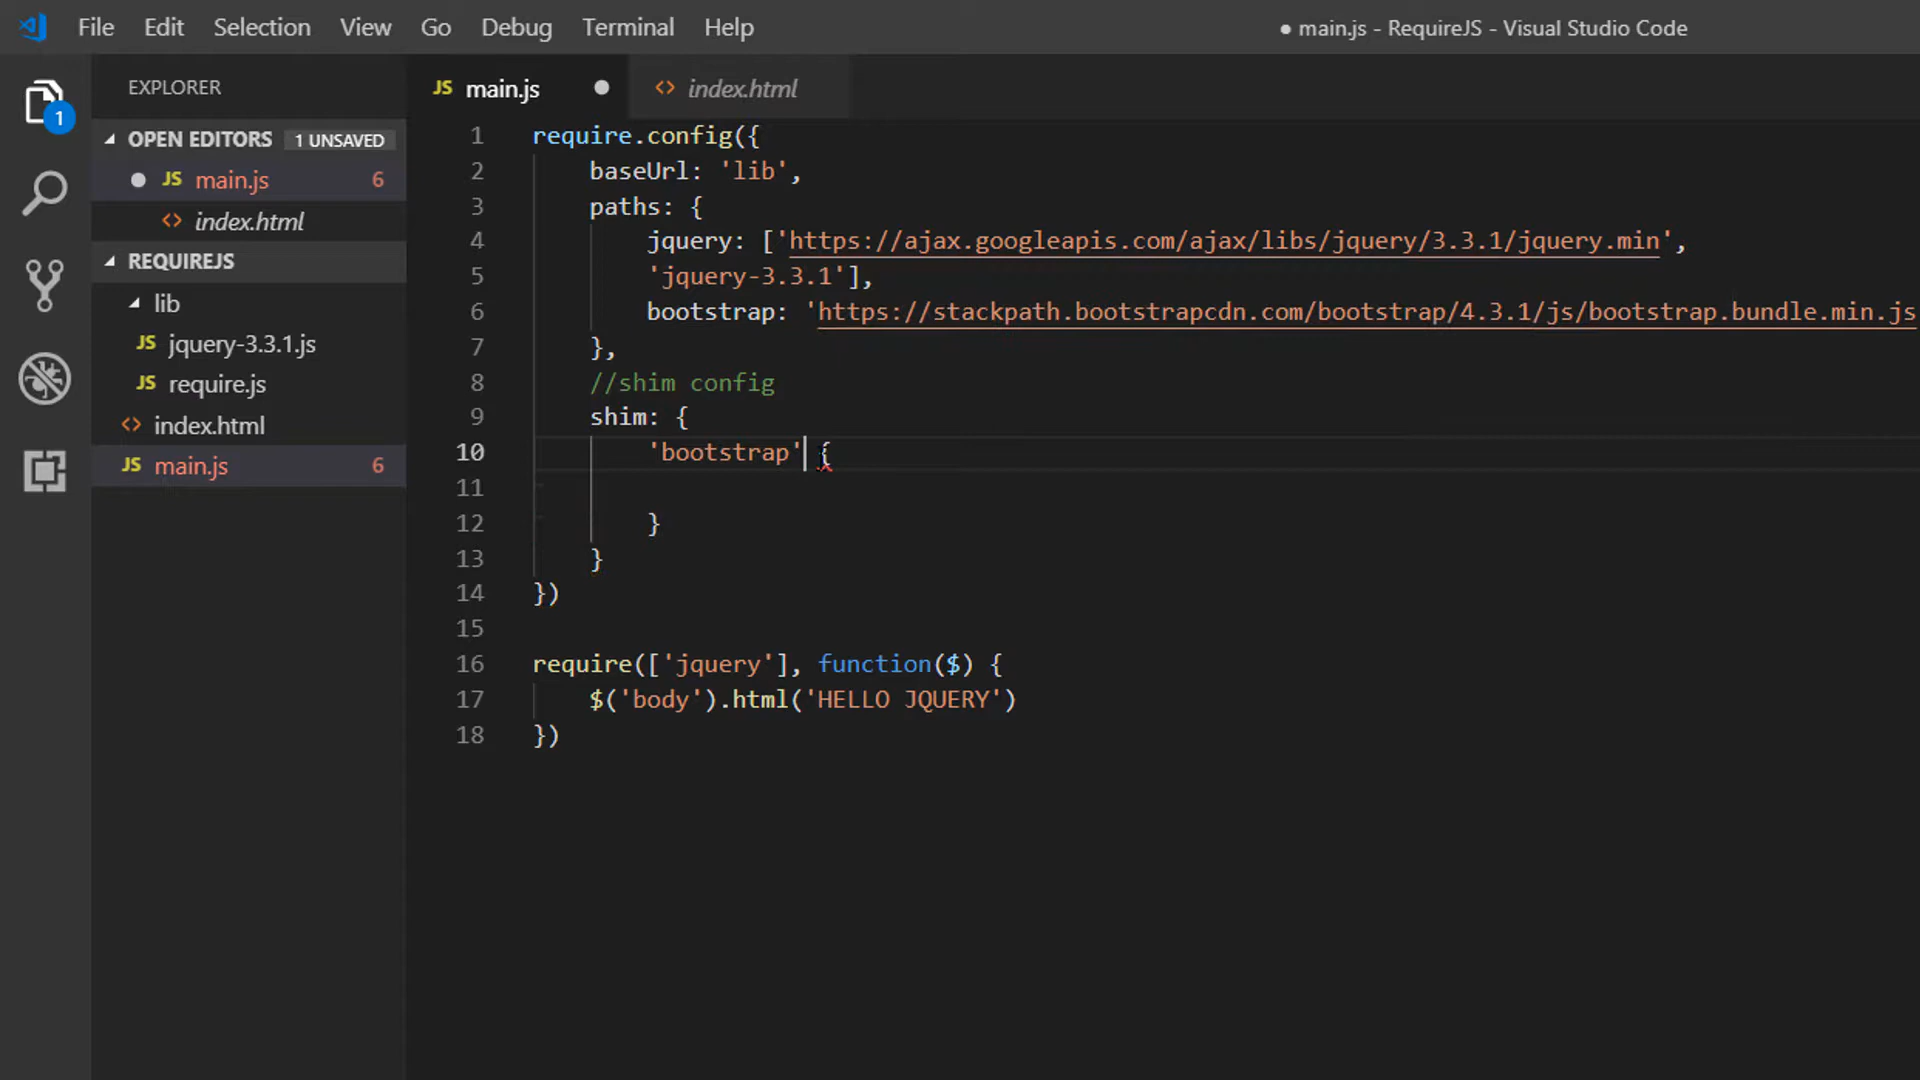 File Edit Selection View Go Debug Terminal Help
● main.js - RequireJS - Visual Studio Code
1
EXPLORER
OPEN EDITORS 1 UNSAVED
● JS main.js 6
<> index.html
REQUIREJS
lib
JS jquery-3.3.1.js
JS require.js
<> index.html
JS main.js 6
JS main.js ●
<> index.html
1 require.config({
2 baseUrl: 'lib',
3 paths: {
4 jquery: ['https://ajax.googleapis.com/ajax/libs/jquery/3.3.1/jquery.min',
5 'jquery-3.3.1'],
6 bootstrap: 'https://stackpath.bootstrapcdn.com/bootstrap/4.3.1/js/bootstrap.bundle.min.js
7 },
8 //shim config
9 shim: {
10 'bootstrap' {
11
12 }
13 }
14 })
15
16 require(['jquery'], function($) {
17 $('body').html('HELLO JQUERY')
18 })